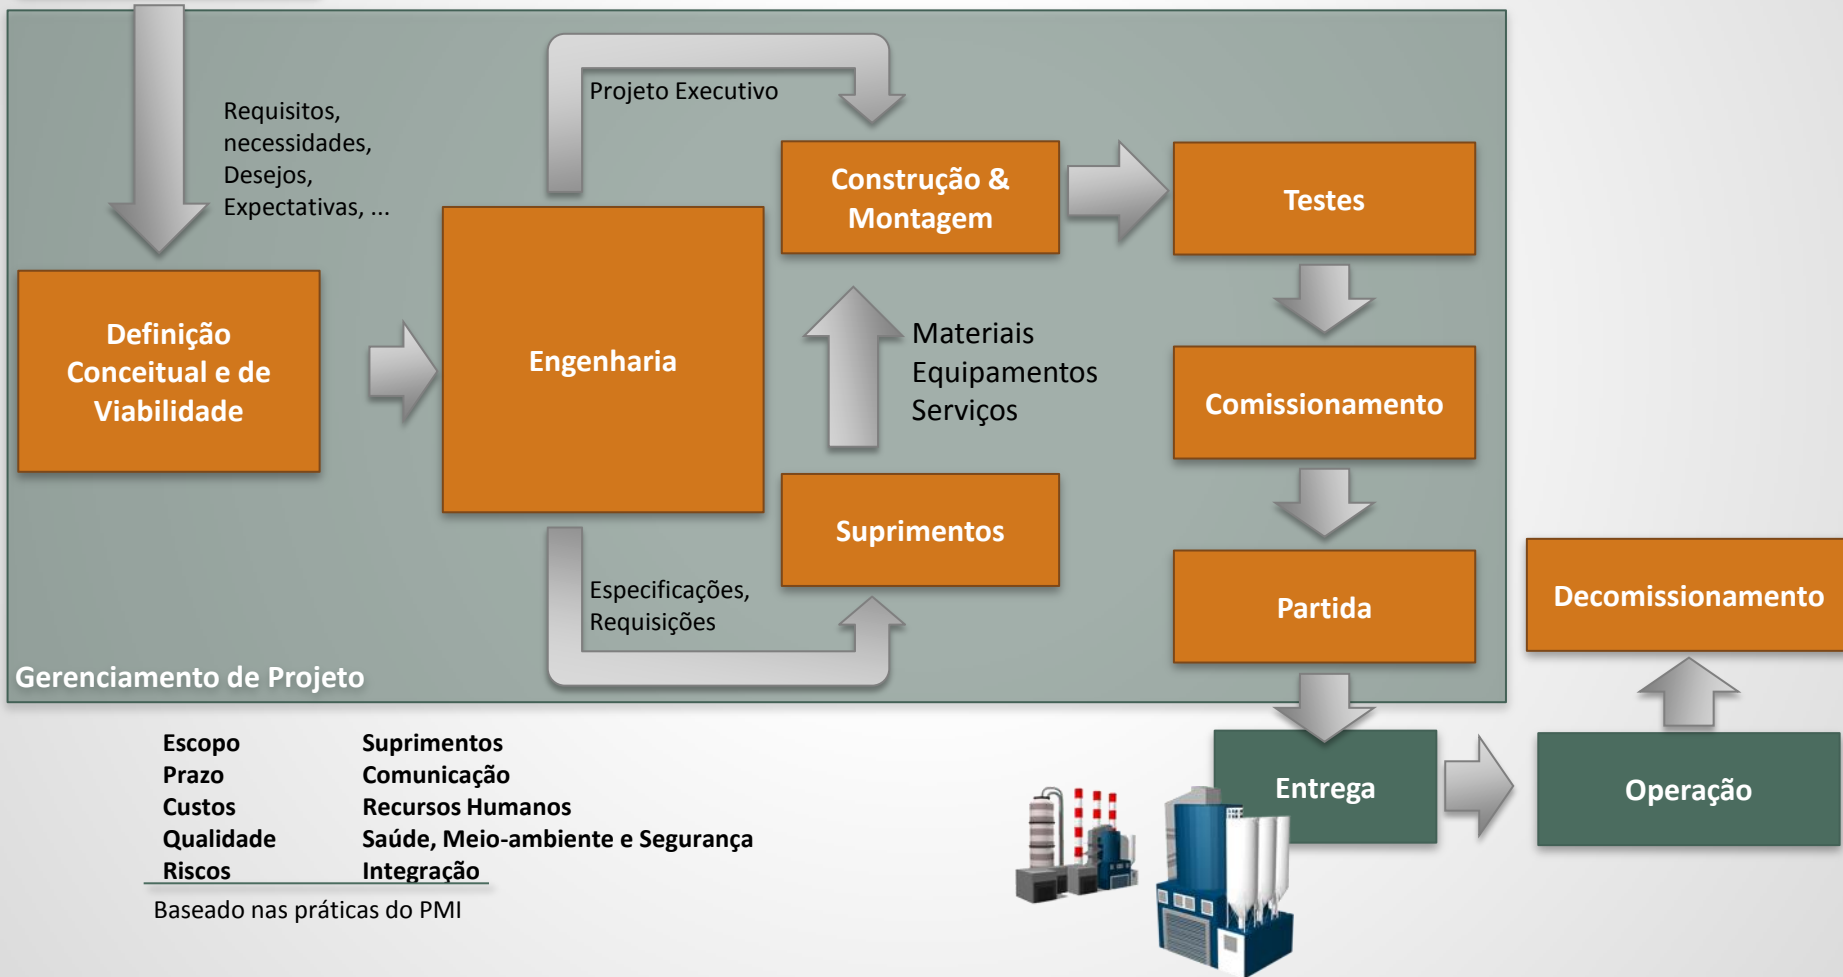 Requisitos,
necessidades,
Desejos,
Expectativas, ...
Definição
Conceitual e de
Viabilidade
Engenharia
Projeto Executivo
Construção &
Montagem
Materiais
Equipamentos
Serviços
Suprimentos
Especificações,
Requisições
Testes
Comissionamento
Partida
Gerenciamento de Projeto
Entrega
Operação
Decomissionamento
Escopo Suprimentos
Prazo Comunicação
Custos Recursos Humanos
Qualidade Saúde, Meio-ambiente e Segurança
Riscos Integração
Baseado nas práticas do PMI